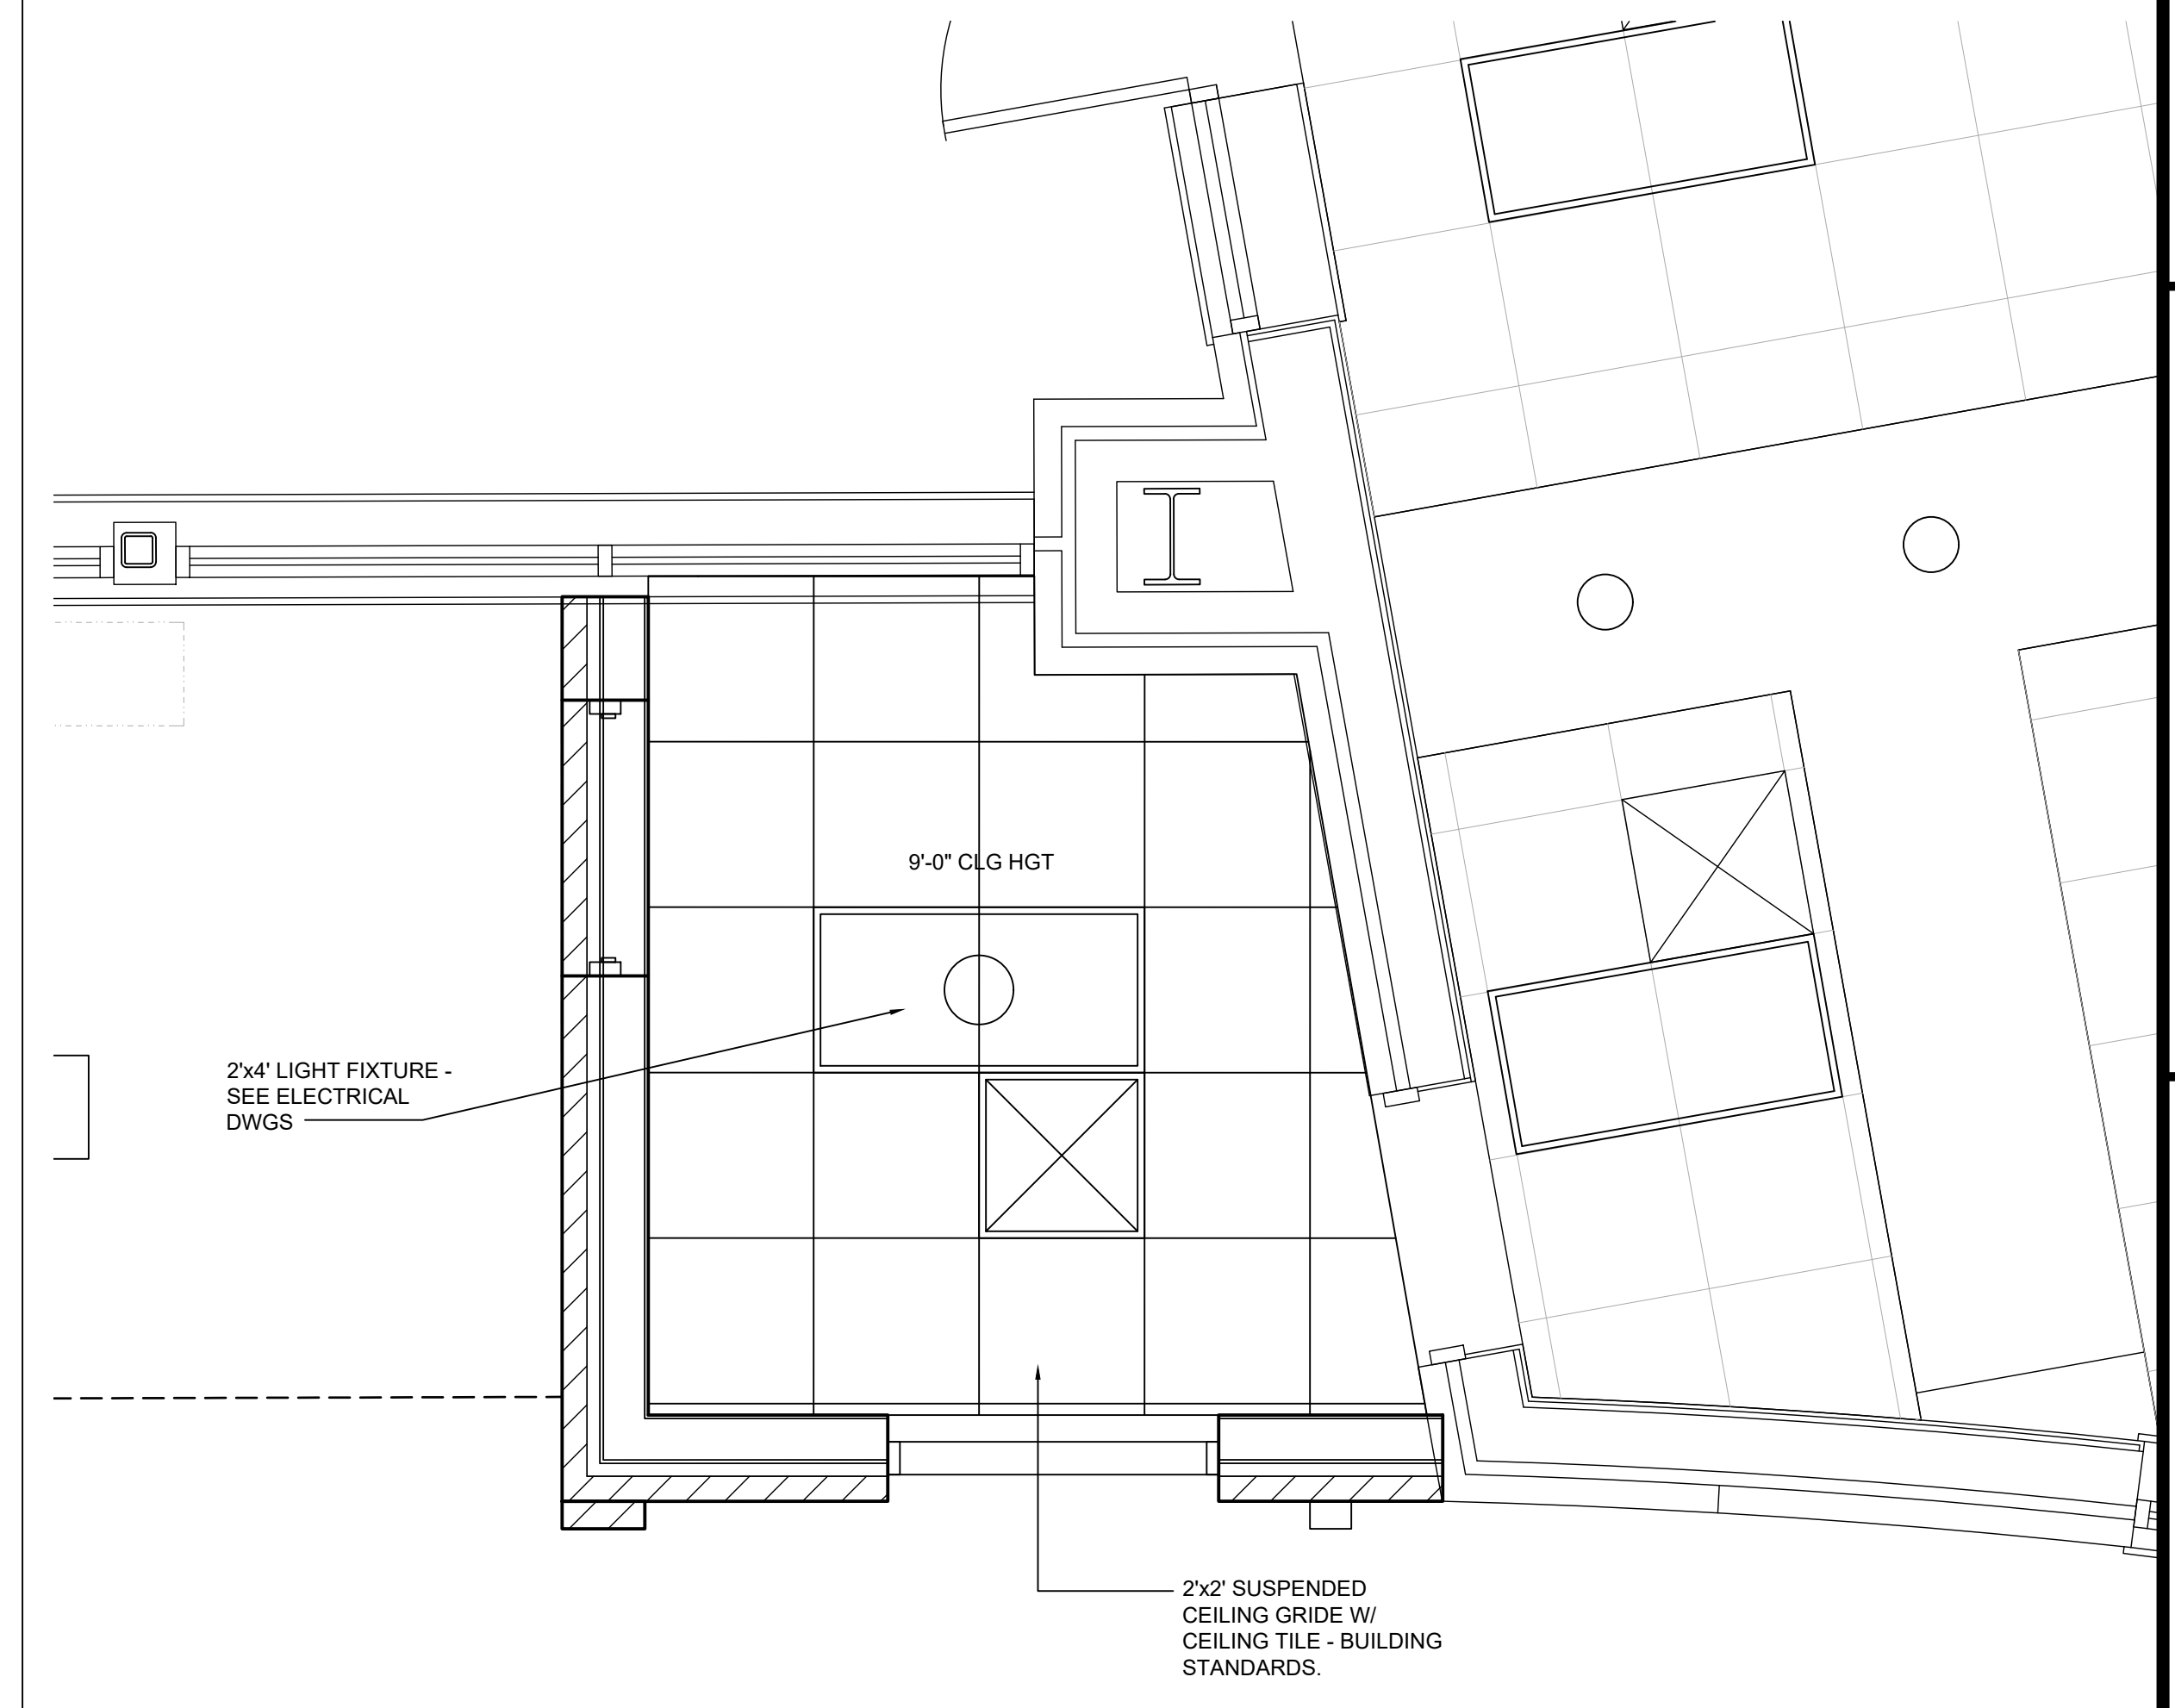 9'-0" CLG HGT
2'x4' LIGHT FIXTURE -
SEE ELECTRICAL
DWGS
2'x2' SUSPENDED
CEILING GRIDE W/
CEILING TILE - BUILDING
STANDARDS.